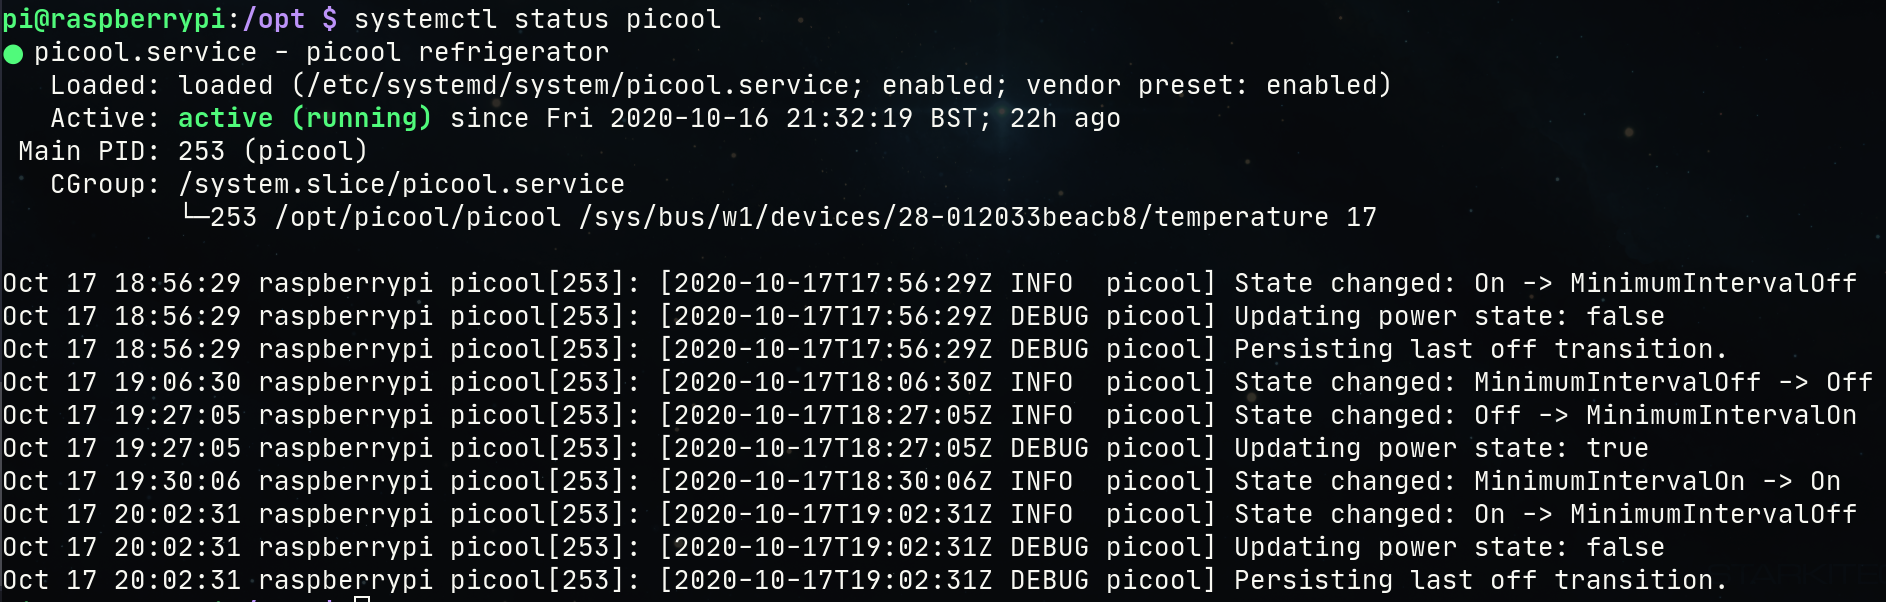 pi@raspberrypi:/opt $ systemctl status picool
● picool.service - picool refrigerator
   Loaded: loaded (/etc/systemd/system/picool.service; enabled; vendor preset: enabled)
   Active: active (running) since Fri 2020-10-16 21:32:19 BST; 22h ago
 Main PID: 253 (picool)
   CGroup: /system.slice/picool.service
           └─253 /opt/picool/picool /sys/bus/w1/devices/28-012033beacb8/temperature 17

Oct 17 18:56:29 raspberrypi picool[253]: [2020-10-17T17:56:29Z INFO  picool] State changed: On -> MinimumIntervalOff
Oct 17 18:56:29 raspberrypi picool[253]: [2020-10-17T17:56:29Z DEBUG picool] Updating power state: false
Oct 17 18:56:29 raspberrypi picool[253]: [2020-10-17T17:56:29Z DEBUG picool] Persisting last off transition.
Oct 17 19:06:30 raspberrypi picool[253]: [2020-10-17T18:06:30Z INFO  picool] State changed: MinimumIntervalOff -> Off
Oct 17 19:27:05 raspberrypi picool[253]: [2020-10-17T18:27:05Z INFO  picool] State changed: Off -> MinimumIntervalOn
Oct 17 19:27:05 raspberrypi picool[253]: [2020-10-17T18:27:05Z DEBUG picool] Updating power state: true
Oct 17 19:30:06 raspberrypi picool[253]: [2020-10-17T18:30:06Z INFO  picool] State changed: MinimumIntervalOn -> On
Oct 17 20:02:31 raspberrypi picool[253]: [2020-10-17T19:02:31Z INFO  picool] State changed: On -> MinimumIntervalOff
Oct 17 20:02:31 raspberrypi picool[253]: [2020-10-17T19:02:31Z DEBUG picool] Updating power state: false
Oct 17 20:02:31 raspberrypi picool[253]: [2020-10-17T19:02:31Z DEBUG picool] Persisting last off transition.